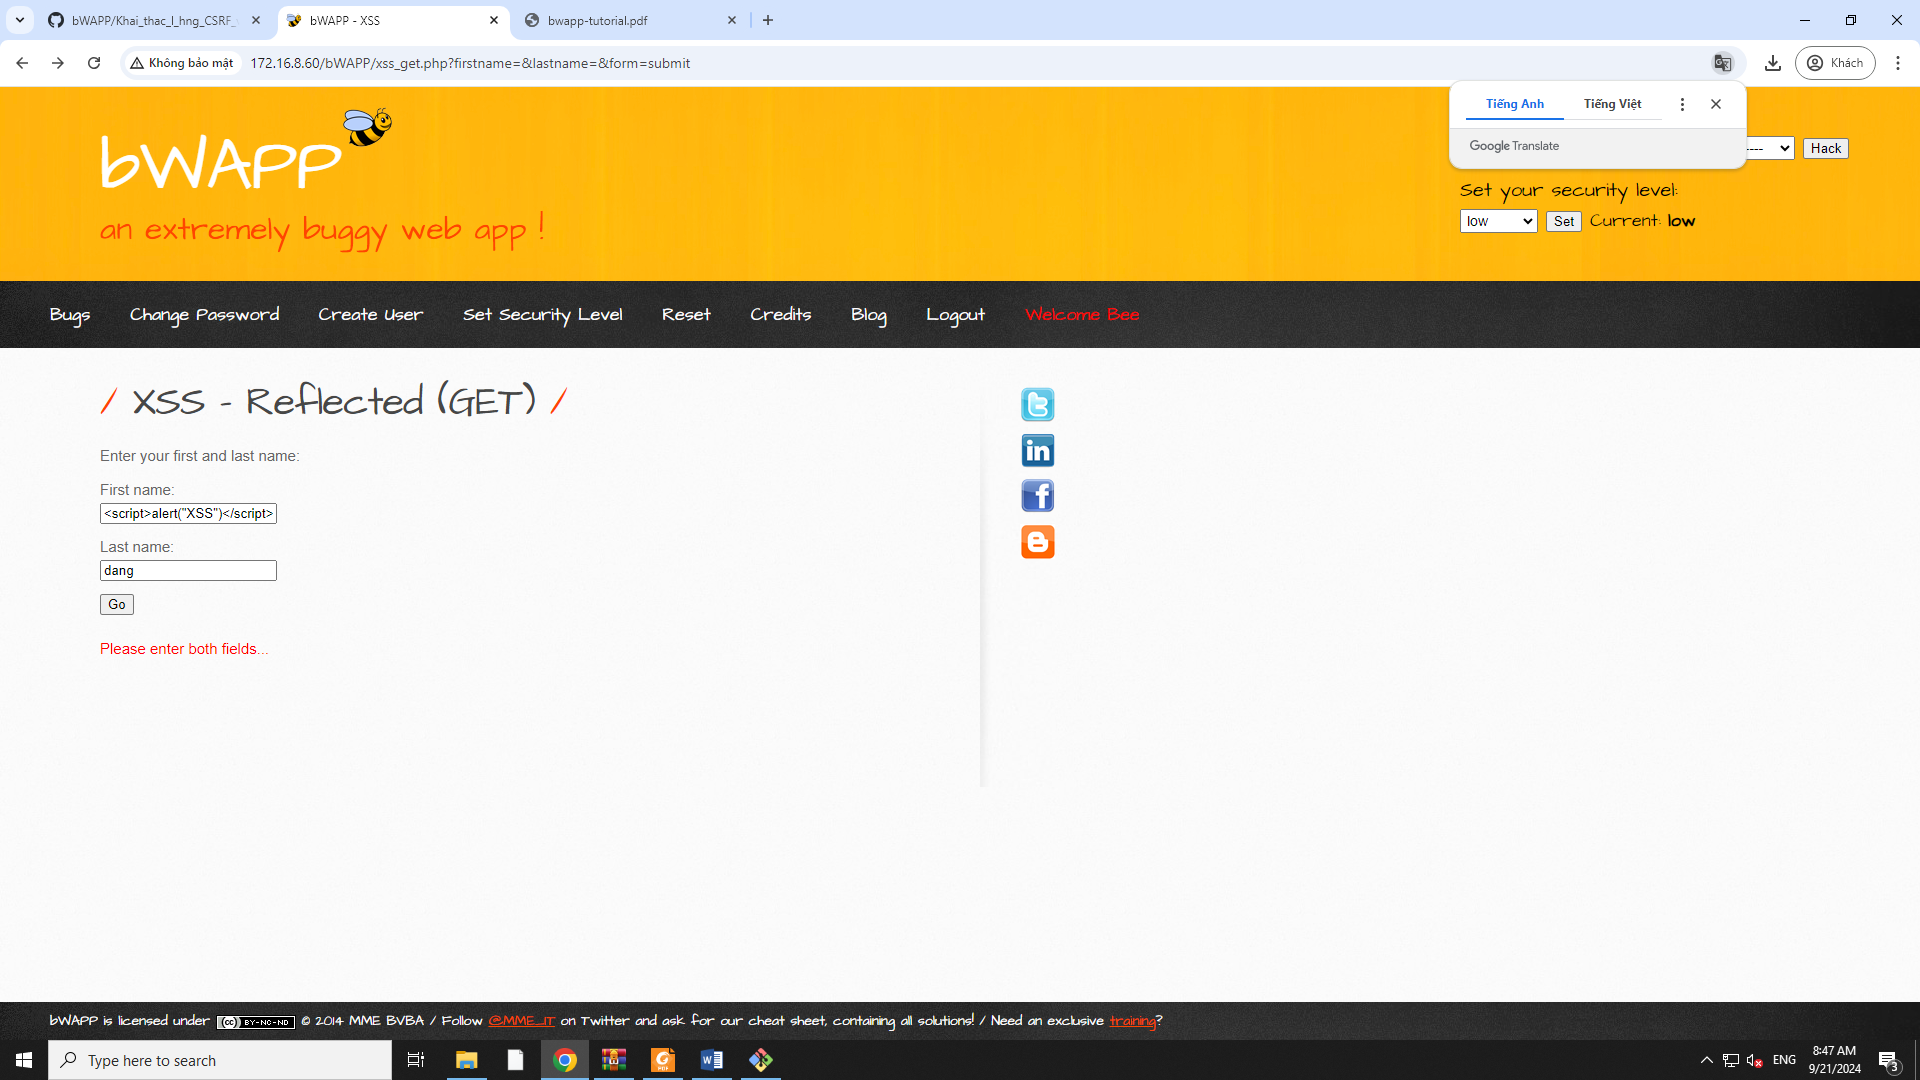 bWAPP/Khai_thac_l_hng_CSRF_
bWAPP - XSS
bwapp-tutorial.pdf
Không bảo mật
172.16.8.60/bWAPP/xss_get.php?firstname=&lastname=&form=submit
Khách
Tiếng Anh
Tiếng Việt
Google Translate
bWAPP
an extremely buggy web app !
---- Hack
Set your security level:
low Set Current: low
Bugs Change Password Create User Set Security Level Reset Credits Blog Logout Welcome Bee
/ XSS - Reflected (GET) /
Enter your first and last name:
First name:
<script>alert("XSS")</script>
Last name:
dang
Go
Please enter both fields...
bWAPP is licensed under (cc) BY-NC-ND © 2014 MME BVBA / Follow @MME_IT on Twitter and ask for our cheat sheet, containing all solutions! / Need an exclusive training?
Type here to search
ENG
8:47 AM
9/21/2024
3